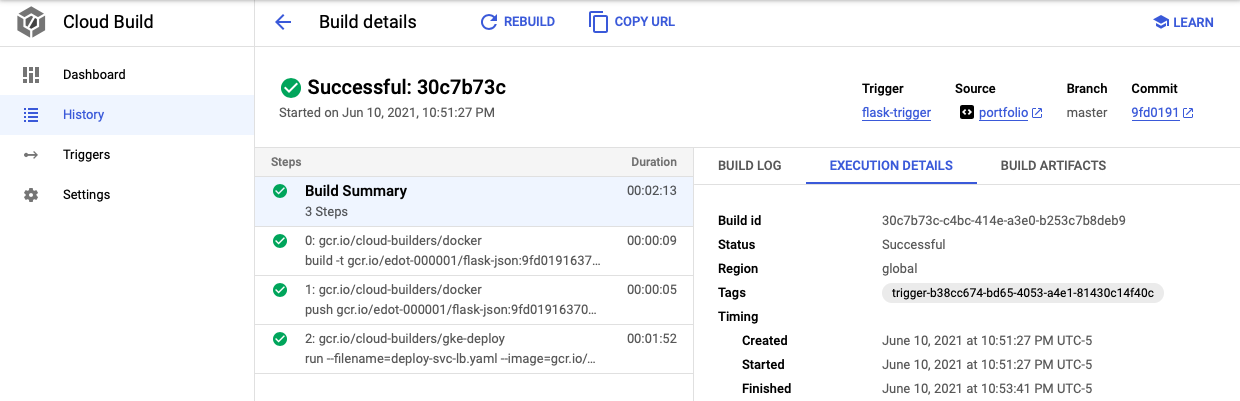 Cloud Build
Build details
REBUILD
COPY URL
LEARN
Dashboard
History
Triggers
Settings
Successful: 30c7b73c
Started on Jun 10, 2021, 10:51:27 PM
Trigger Source Branch Commit
flask-trigger portfolio master 9fd0191
Steps Duration
Build Summary 00:02:13
3 Steps
0: gcr.io/cloud-builders/docker 00:00:09
build -t gcr.io/edot-000001/flask-json:9fd0191637...
1: gcr.io/cloud-builders/docker 00:00:05
push gcr.io/edot-000001/flask-json:9fd01916370...
2: gcr.io/cloud-builders/gke-deploy 00:01:52
run --filename=deploy-svc-lb.yaml --image=gcr.io/...
BUILD LOG EXECUTION DETAILS BUILD ARTIFACTS
Build id 30c7b73c-c4bc-414e-a3e0-b253c7b8deb9
Status Successful
Region global
Tags trigger-b38cc674-bd65-4053-a4e1-81430c14f40c
Timing
Created June 10, 2021 at 10:51:27 PM UTC-5
Started June 10, 2021 at 10:51:27 PM UTC-5
Finished June 10, 2021 at 10:53:41 PM UTC-5